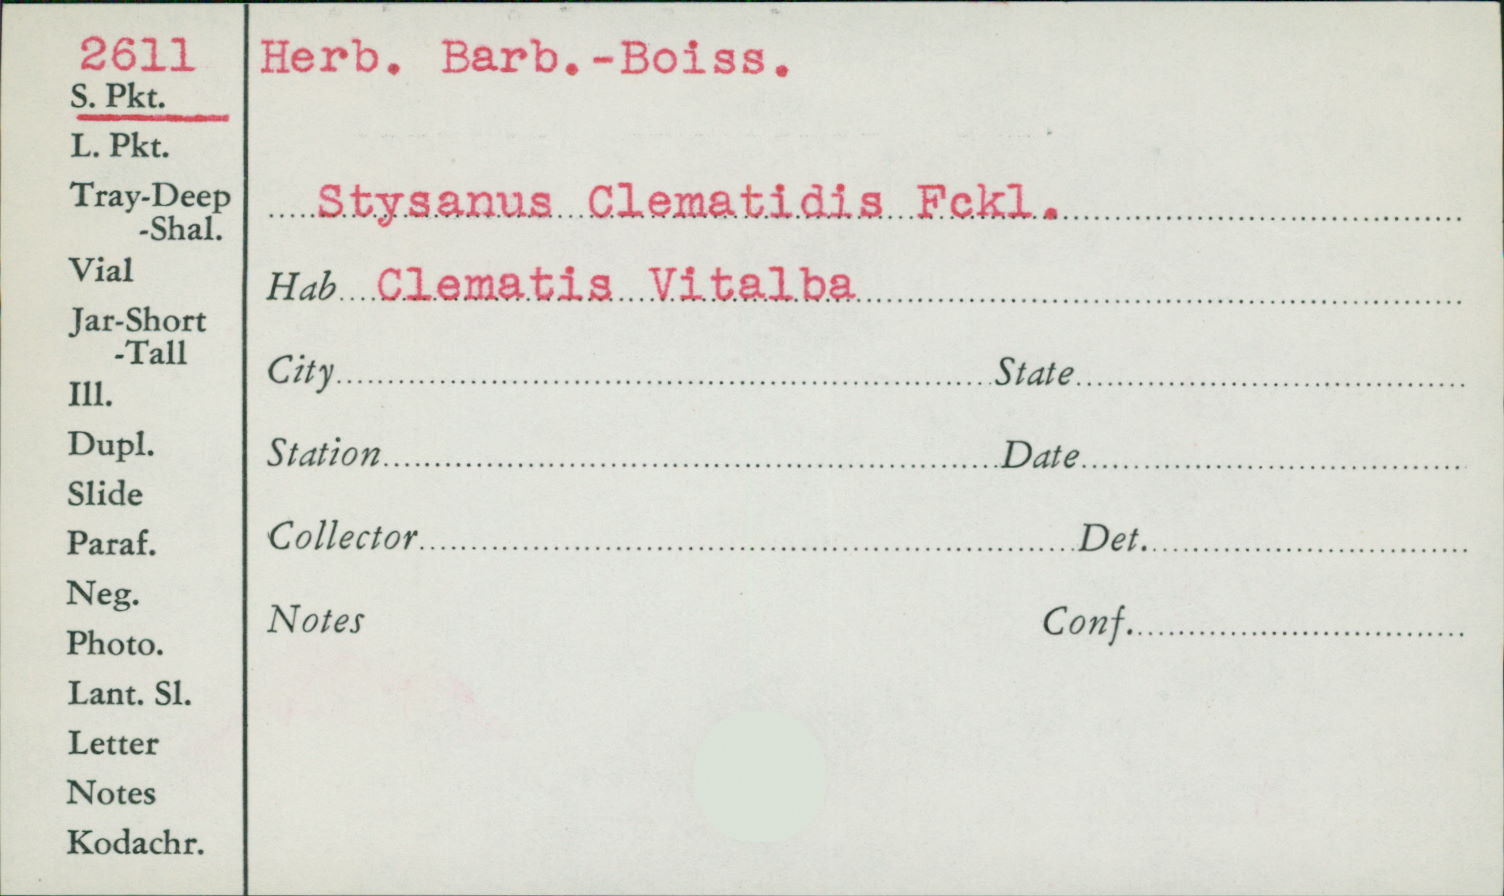 2611
S. Pkt.
L. Pkt.
Tray-Deep
-Shal.
Vial
Jar-Short
-Tall
Ill.
Dupl.
Slide
Paraf.
Neg.
Photo.
Lant. Sl.
Letter
Notes
Kodachr.
Herb. Barb.-Boiss.
Stysanus Clematidis Fckl.
Hab Clematis Vitalba
City State
Station Date
Collector Det.
Notes Conf.